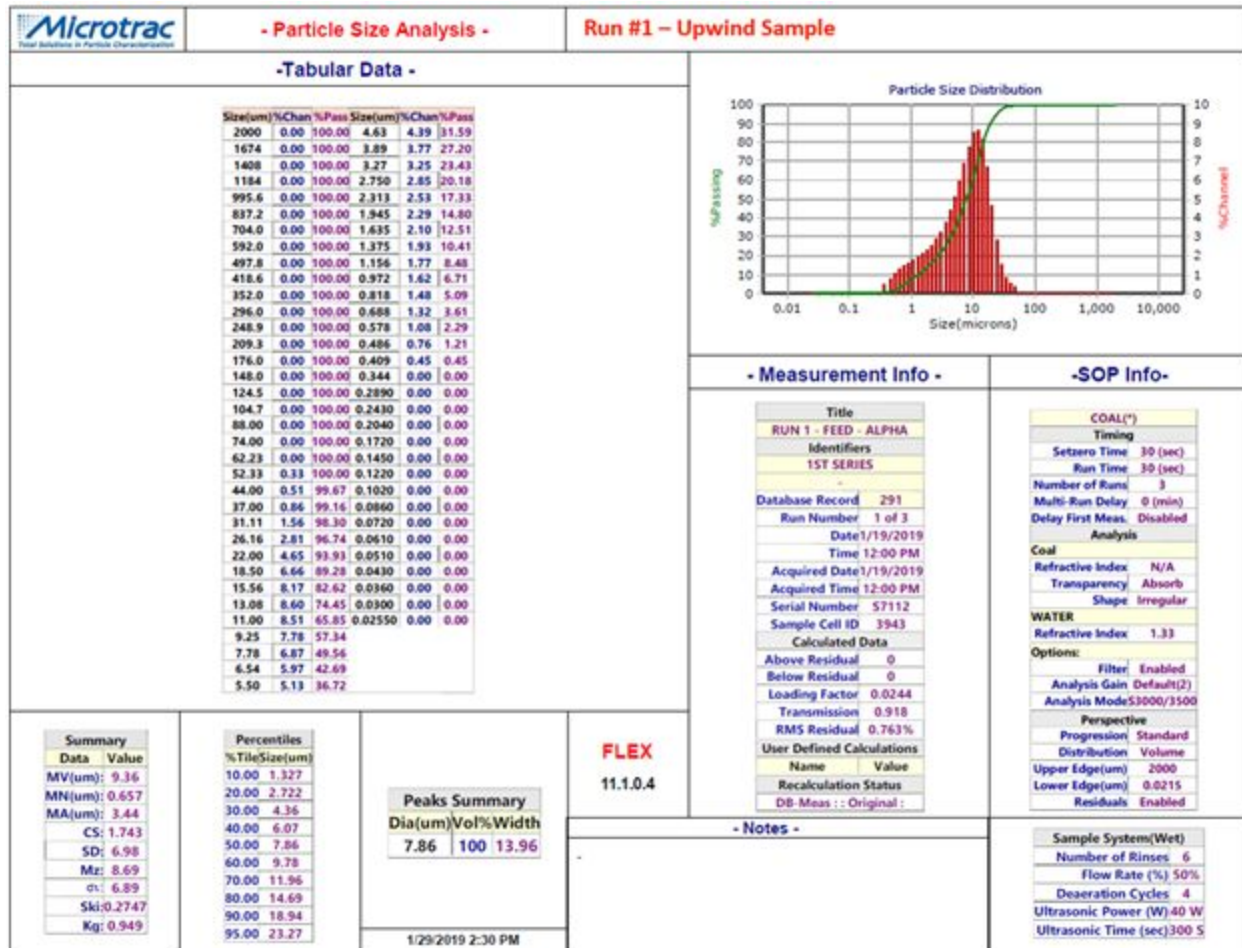 Microtrac
Total Solutions in Particle Characterization
- Particle Size Analysis -
Run #1 – Upwind Sample
-Tabular Data -
Size(um) %Chan %Pass Size(um) %Chan %Pass
2000 0.00 100.00 4.63 4.39 31.59
1674 0.00 100.00 3.89 3.77 27.20
1408 0.00 100.00 3.27 3.25 23.43
1184 0.00 100.00 2.750 2.85 20.18
995.6 0.00 100.00 2.313 2.53 17.33
837.2 0.00 100.00 1.945 2.29 14.80
704.0 0.00 100.00 1.635 2.10 12.51
592.0 0.00 100.00 1.375 1.93 10.41
497.8 0.00 100.00 1.156 1.77 8.48
418.6 0.00 100.00 0.972 1.62 6.71
352.0 0.00 100.00 0.818 1.48 5.09
296.0 0.00 100.00 0.688 1.32 3.61
248.9 0.00 100.00 0.578 1.08 2.29
209.3 0.00 100.00 0.486 0.76 1.21
176.0 0.00 100.00 0.409 0.45 0.45
148.0 0.00 100.00 0.344 0.00 0.00
124.5 0.00 100.00 0.2890 0.00 0.00
104.7 0.00 100.00 0.2430 0.00 0.00
88.00 0.00 100.00 0.2040 0.00 0.00
74.00 0.00 100.00 0.1720 0.00 0.00
62.23 0.00 100.00 0.1450 0.00 0.00
52.33 0.33 100.00 0.1220 0.00 0.00
44.00 0.51 99.67 0.1020 0.00 0.00
37.00 0.86 99.16 0.0860 0.00 0.00
31.11 1.56 98.30 0.0720 0.00 0.00
26.16 2.81 96.74 0.0610 0.00 0.00
22.00 4.65 93.93 0.0510 0.00 0.00
18.50 6.66 89.28 0.0430 0.00 0.00
15.56 8.17 82.62 0.0360 0.00 0.00
13.08 8.60 74.45 0.0300 0.00 0.00
11.00 8.51 65.85 0.02550 0.00 0.00
9.25 7.78 57.34
7.78 6.87 49.56
6.54 5.97 42.69
5.50 5.13 36.72
Particle Size Distribution
%Passing
100
90
80
70
60
50
40
30
20
10
0
10
9
8
7
6
5
4
3
2
1
0
%Channel
0.01 0.1 1 10 100 1,000 10,000
Size(microns)
- Measurement Info -
Title
RUN 1 - FEED - ALPHA
Identifiers
1ST SERIES
-
Database Record 291
Run Number 1 of 3
Date 1/19/2019
Time 12:00 PM
Acquired Date 1/19/2019
Acquired Time 12:00 PM
Serial Number S7112
Sample Cell ID 3943
Calculated Data
Above Residual 0
Below Residual 0
Loading Factor 0.0244
Transmission 0.918
RMS Residual 0.763%
User Defined Calculations
Name Value
Recalculation Status
DB-Meas : : Original :
-SOP Info-
COAL(*)
Timing
Setzero Time 30 (sec)
Run Time 30 (sec)
Number of Runs 3
Multi-Run Delay 0 (min)
Delay First Meas. Disabled
Analysis
Coal
Refractive Index N/A
Transparency Absorb
Shape Irregular
WATER
Refractive Index 1.33
Options:
Filter Enabled
Analysis Gain Default(2)
Analysis Mode S3000/3500
Perspective
Progression Standard
Distribution Volume
Upper Edge(um) 2000
Lower Edge(um) 0.0215
Residuals Enabled
Summary
Data Value
MV(um): 9.36
MN(um): 0.657
MA(um): 3.44
CS: 1.743
SD: 6.98
Mz: 8.69
6.89
Ski: 0.2747
Kg: 0.949
Percentiles
%Tile Size(um)
10.00 1.327
20.00 2.722
30.00 4.36
40.00 6.07
50.00 7.86
60.00 9.78
70.00 11.96
80.00 14.69
90.00 18.94
95.00 23.27
Peaks Summary
Dia(um) Vol% Width
7.86 100 13.96
1/29/2019 2:30 PM
FLEX
11.1.0.4
- Notes -
-
Sample System(Wet)
Number of Rinses 6
Flow Rate (%) 50%
Deaeration Cycles 4
Ultrasonic Power (W) 40 W
Ultrasonic Time (sec) 300 S